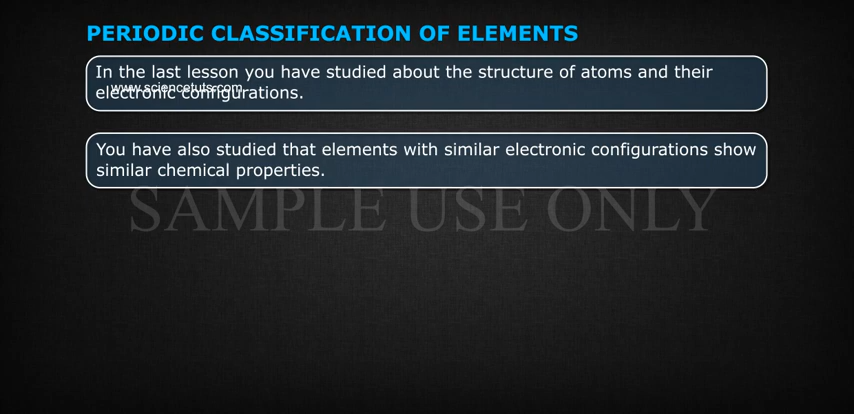 PERIODIC CLASSIFICATION OF ELEMENTS
In the last lesson you have studied about the structure of atoms and their
electronic configurations.
www.sciencetuts.com
You have also studied that elements with similar electronic configurations show
similar chemical properties.
SAMPLE USE ONLY